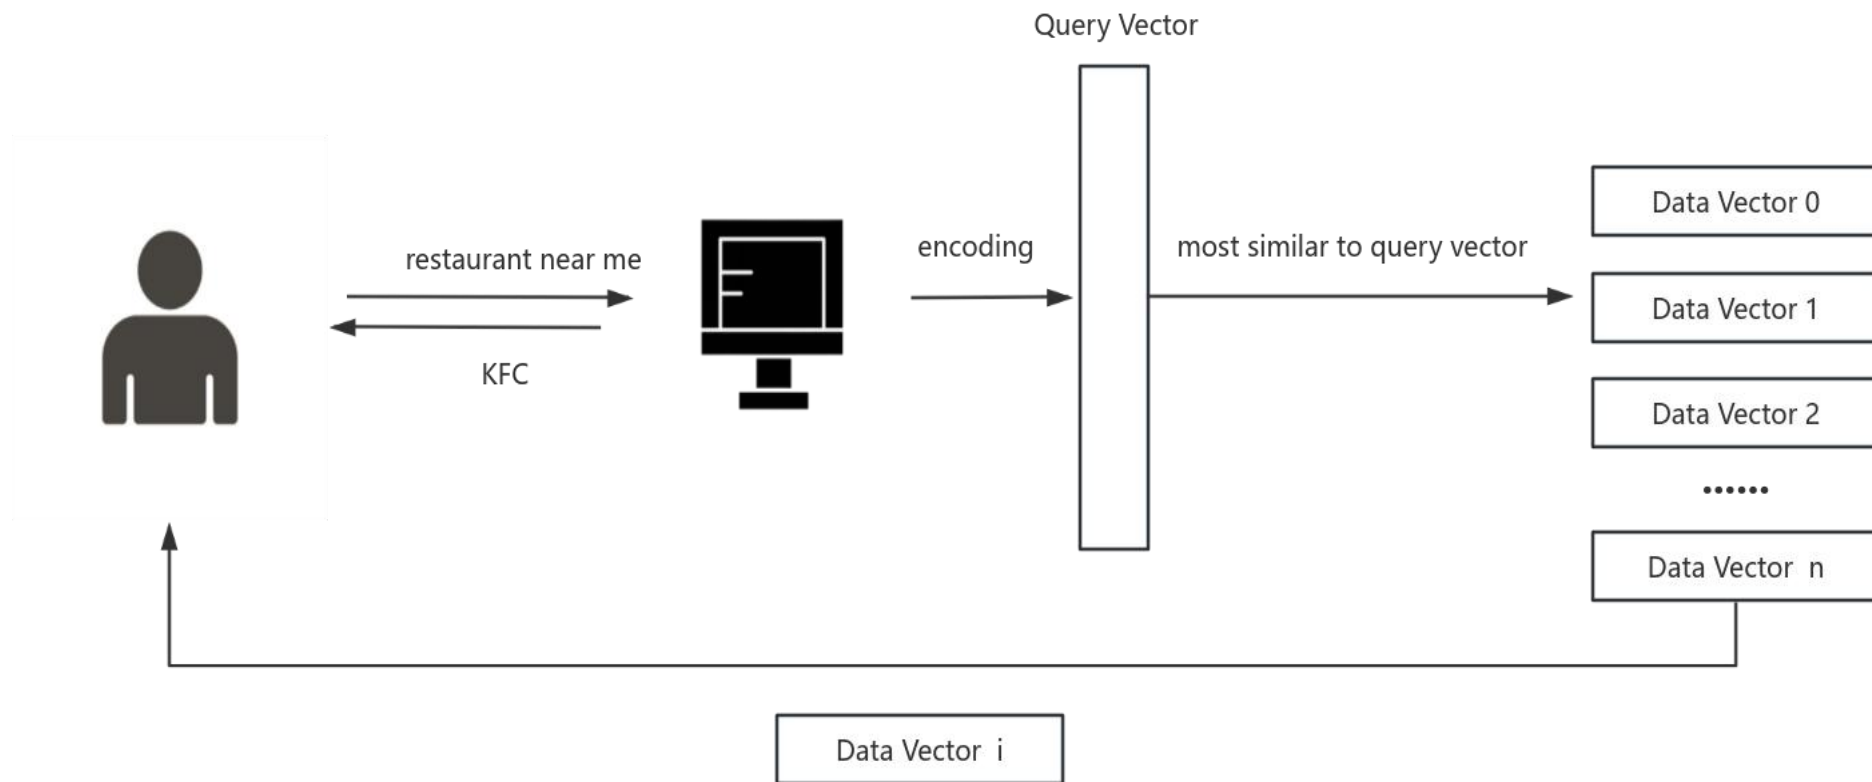 Query Vector
restaurant near me
KFC
encoding
most similar to query vector
Data Vector 0
Data Vector 1
Data Vector 2
......
Data Vector n
Data Vector i